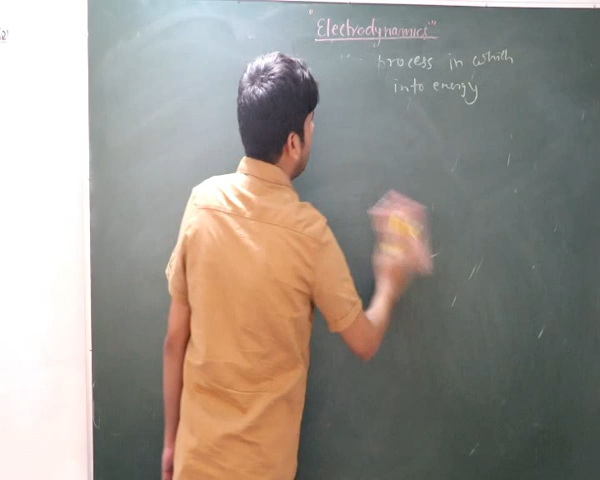 "Electrodynamics"
process in which
into energy